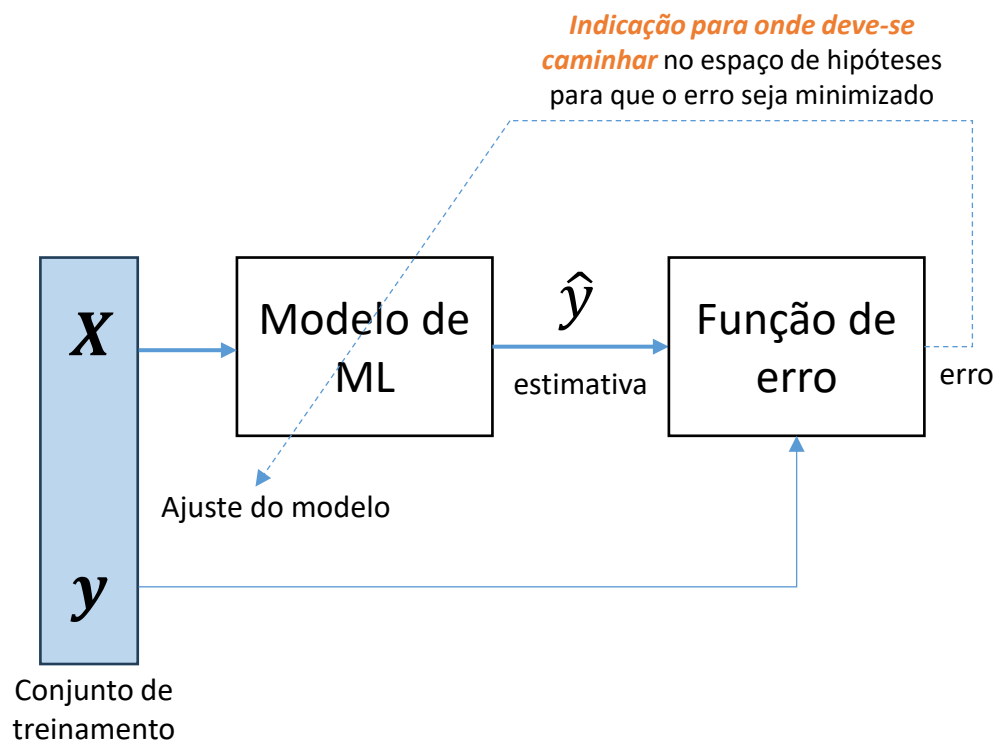 Indicação para onde deve-se
caminhar no espaço de hipóteses
para que o erro seja minimizado
X
Modelo de
ML
ŷ
estimativa
Função de
erro
erro
Ajuste do modelo
y
Conjunto de
treinamento